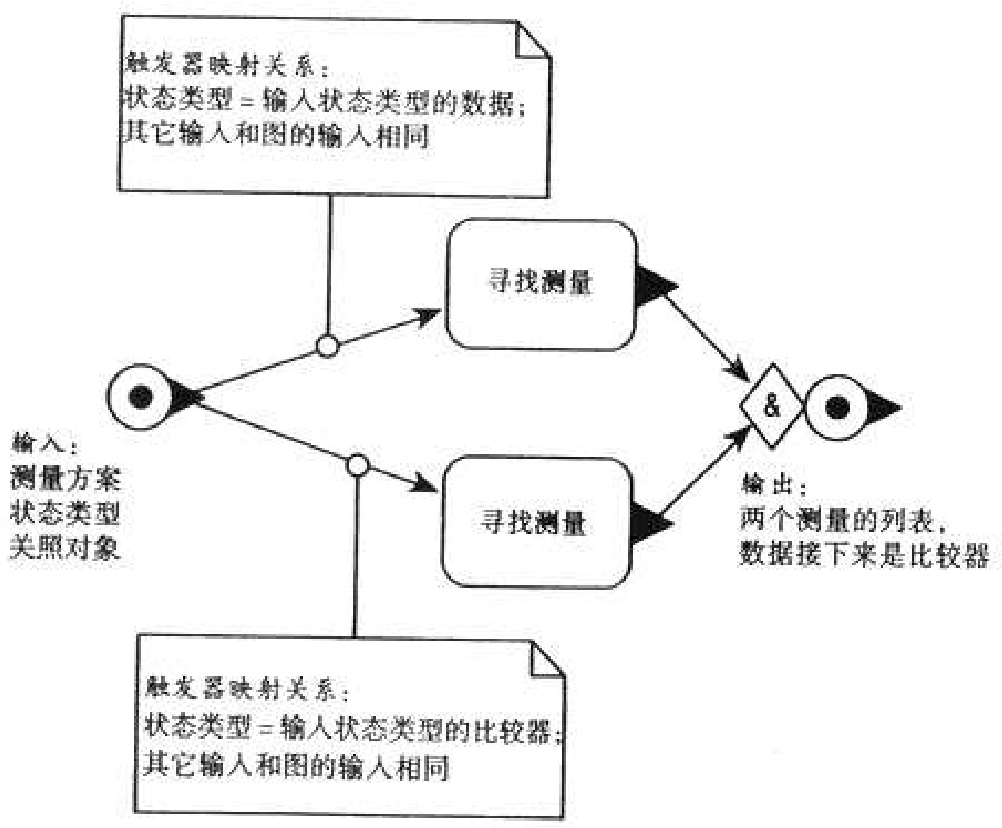 触发器映射关系：
状态类型=输入状态类型的数据；
其它输人和图的输人相同
寻找测量
&
输入：
测量方案
状态类型
关照对象
寻找测量
输出：
两个测量的列表，
数据接下来是比较器
触发器映射关系：
状态类型=输人状态类型的比较器；
其它输人和图的输人相同